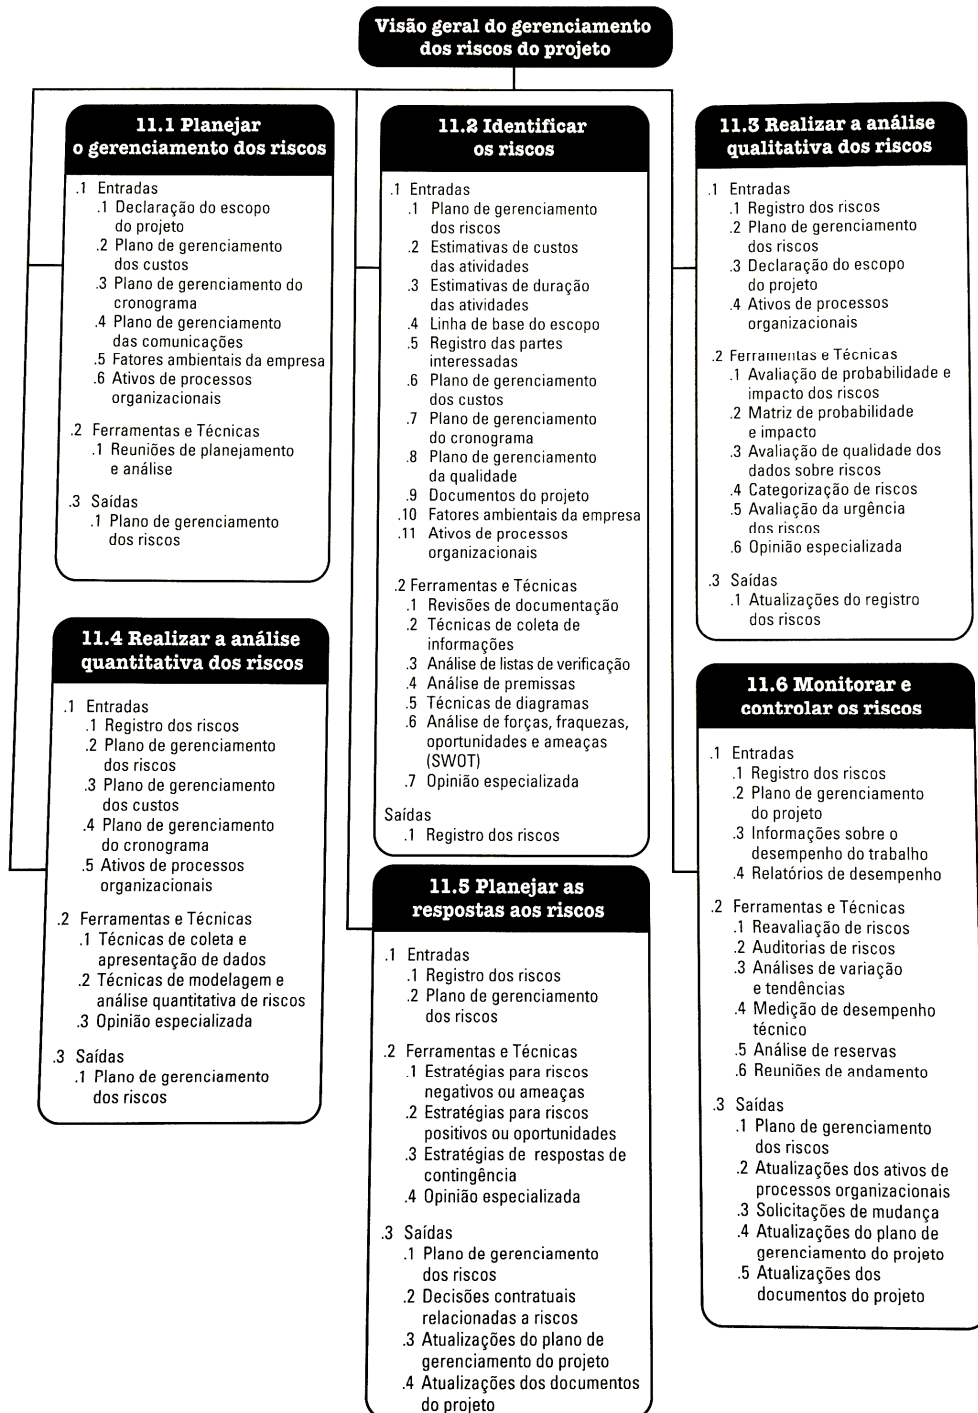 Visão geral do gerenciamento
dos riscos do projeto
11.1 Planejar
o gerenciamento dos riscos
.1 Entradas
.1 Declaração do escopo
do projeto
.2 Plano de gerenciamento
dos custos
.3 Plano de gerenciamento do
cronograma
.4 Plano de gerenciamento
das comunicações
.5 Fatores ambientais da empresa
.6 Ativos de processos
organizacionais
.2 Ferramentas e Técnicas
.1 Reuniões de planejamento
e análise
.3 Saídas
.1 Plano de gerenciamento
dos riscos
11.2 Identificar
os riscos
.1 Entradas
.1 Plano de gerenciamento
dos riscos
.2 Estimativas de custos
das atividades
.3 Estimativas de duração
das atividades
.4 Linha de base do escopo
.5 Registro das partes
interessadas
.6 Plano de gerenciamento
dos custos
.7 Plano de gerenciamento
do cronograma
.8 Plano de gerenciamento
da qualidade
.9 Documentos do projeto
.10 Fatores ambientais da empresa
.11 Ativos de processos
organizacionais
.2 Ferramentas e Técnicas
.1 Revisões de documentação
.2 Técnicas de coleta de
informações
.3 Análise de listas de verificação
.4 Análise de premissas
.5 Técnicas de diagramas
.6 Análise de forças, fraquezas,
oportunidades e ameaças
(SWOT)
.7 Opinião especializada
Saídas
.1 Registro dos riscos
11.3 Realizar a análise
qualitativa dos riscos
.1 Entradas
.1 Registro dos riscos
.2 Plano de gerenciamento
dos riscos
.3 Declaração do escopo
do projeto
.4 Ativos de processos
organizacionais
.2 Ferramentas e Técnicas
.1 Avaliação de probabilidade e
impacto dos riscos
.2 Matriz de probabilidade
e impacto
.3 Avaliação de qualidade dos
dados sobre riscos
.4 Categorização de riscos
.5 Avaliação da urgência
dos riscos
.6 Opinião especializada
.3 Saídas
.1 Atualizações do registro
dos riscos
11.4 Realizar a análise
quantitativa dos riscos
.1 Entradas
.1 Registro dos riscos
.2 Plano de gerenciamento
dos riscos
.3 Plano de gerenciamento
dos custos
.4 Plano de gerenciamento
do cronograma
.5 Ativos de processos
organizacionais
.2 Ferramentas e Técnicas
.1 Técnicas de coleta e
apresentação de dados
.2 Técnicas de modelagem e
análise quantitativa de riscos
.3 Opinião especializada
.3 Saídas
.1 Plano de gerenciamento
dos riscos
11.5 Planejar as
respostas aos riscos
.1 Entradas
.1 Registro dos riscos
.2 Plano de gerenciamento
dos riscos
.2 Ferramentas e Técnicas
.1 Estratégias para riscos
negativos ou ameaças
.2 Estratégias para riscos
positivos ou oportunidades
.3 Estratégias de respostas de
contingência
.4 Opinião especializada
.3 Saídas
.1 Plano de gerenciamento
dos riscos
.2 Decisões contratuais
relacionadas a riscos
.3 Atualizações do plano de
gerenciamento do projeto
.4 Atualizações dos documentos
do projeto
11.6 Monitorar e
controlar os riscos
.1 Entradas
.1 Registro dos riscos
.2 Plano de gerenciamento
do projeto
.3 Informações sobre o
desempenho do trabalho
.4 Relatórios de desempenho
.2 Ferramentas e Técnicas
.1 Reavaliação de riscos
.2 Auditorias de riscos
.3 Análises de variação
e tendências
.4 Medição de desempenho
técnico
.5 Análise de reservas
.6 Reuniões de andamento
.3 Saídas
.1 Plano de gerenciamento
dos riscos
.2 Atualizações dos ativos de
processos organizacionais
.3 Solicitações de mudança
.4 Atualizações do plano de
gerenciamento do projeto
.5 Atualizações dos
documentos do projeto